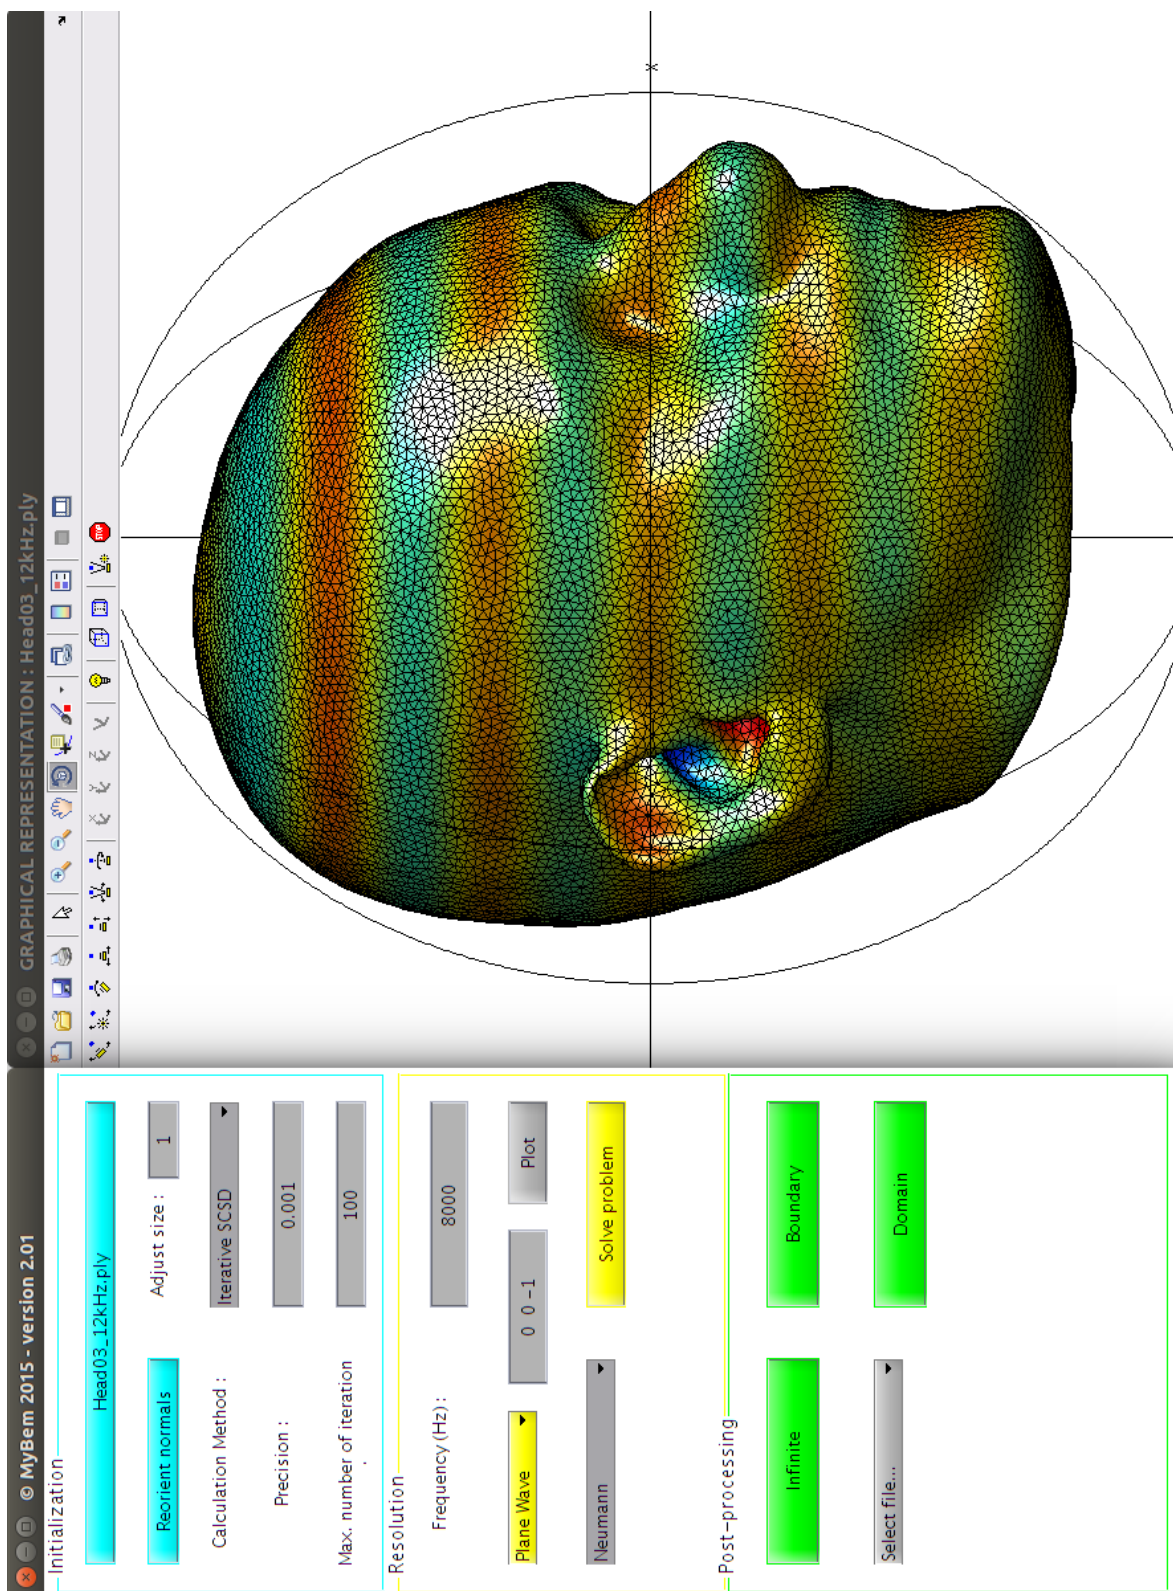 © MyBem 2015 - version 2.01
Initialization
Head03_12kHz.ply
Reorient normals
Adjust size :
1
Calculation Method :
Iterative SCSD
Precision :
0.001
Max. number of iteration :
100
Resolution
Frequency (Hz) :
8000
Plane Wave
0 0 -1
Plot
Neumann
Solve problem
Post-processing
Infinite
Boundary
Select file...
Domain
GRAPHICAL REPRESENTATION : Head03_12kHz.ply
STOP